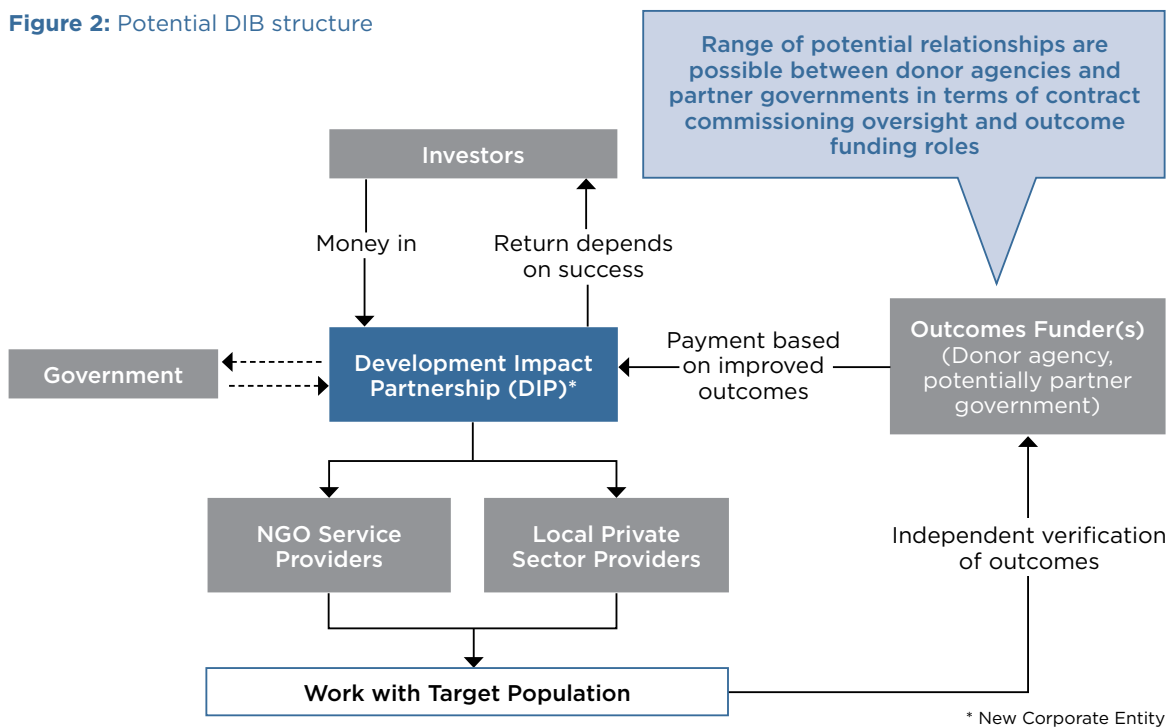 Figure 2: Potential DIB structure
Range of potential relationships are
possible between donor agencies and
partner governments in terms of contract
commissioning oversight and outcome
funding roles
Investors
Money in
Return depends
on success
Government
Development Impact
Partnership (DIP)*
Payment based
on improved
outcomes
Outcomes Funder(s)
(Donor agency,
potentially partner
government)
NGO Service
Providers
Local Private
Sector Providers
Independent verification
of outcomes
Work with Target Population
* New Corporate Entity